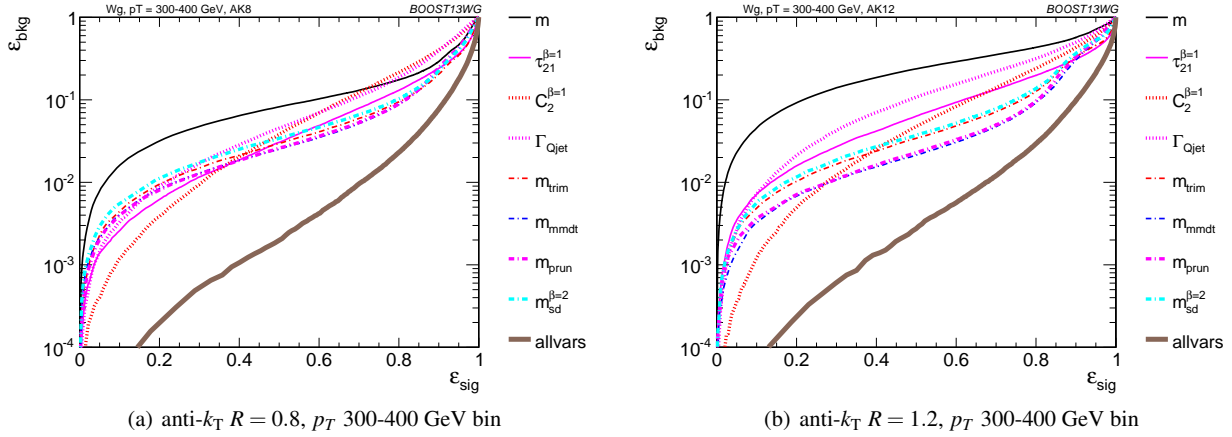 Wg, pT = 300-400 GeV, AK8 BOOST13WG
ε_bkg
1
10^-1
10^-2
10^-3
10^-4
0 0.2 0.4 0.6 0.8 1
ε_sig
m
τ_21^β=1
C_2^β=1
Γ_Qjet
m_trim
m_mmdt
m_prun
m_sd^β=2
allvars
(a) anti-k_T R = 0.8, p_T 300-400 GeV bin
Wg, pT = 300-400 GeV, AK12 BOOST13WG
ε_bkg
1
10^-1
10^-2
10^-3
10^-4
0 0.2 0.4 0.6 0.8 1
ε_sig
m
τ_21^β=1
C_2^β=1
Γ_Qjet
m_trim
m_mmdt
m_prun
m_sd^β=2
allvars
(b) anti-k_T R = 1.2, p_T 300-400 GeV bin